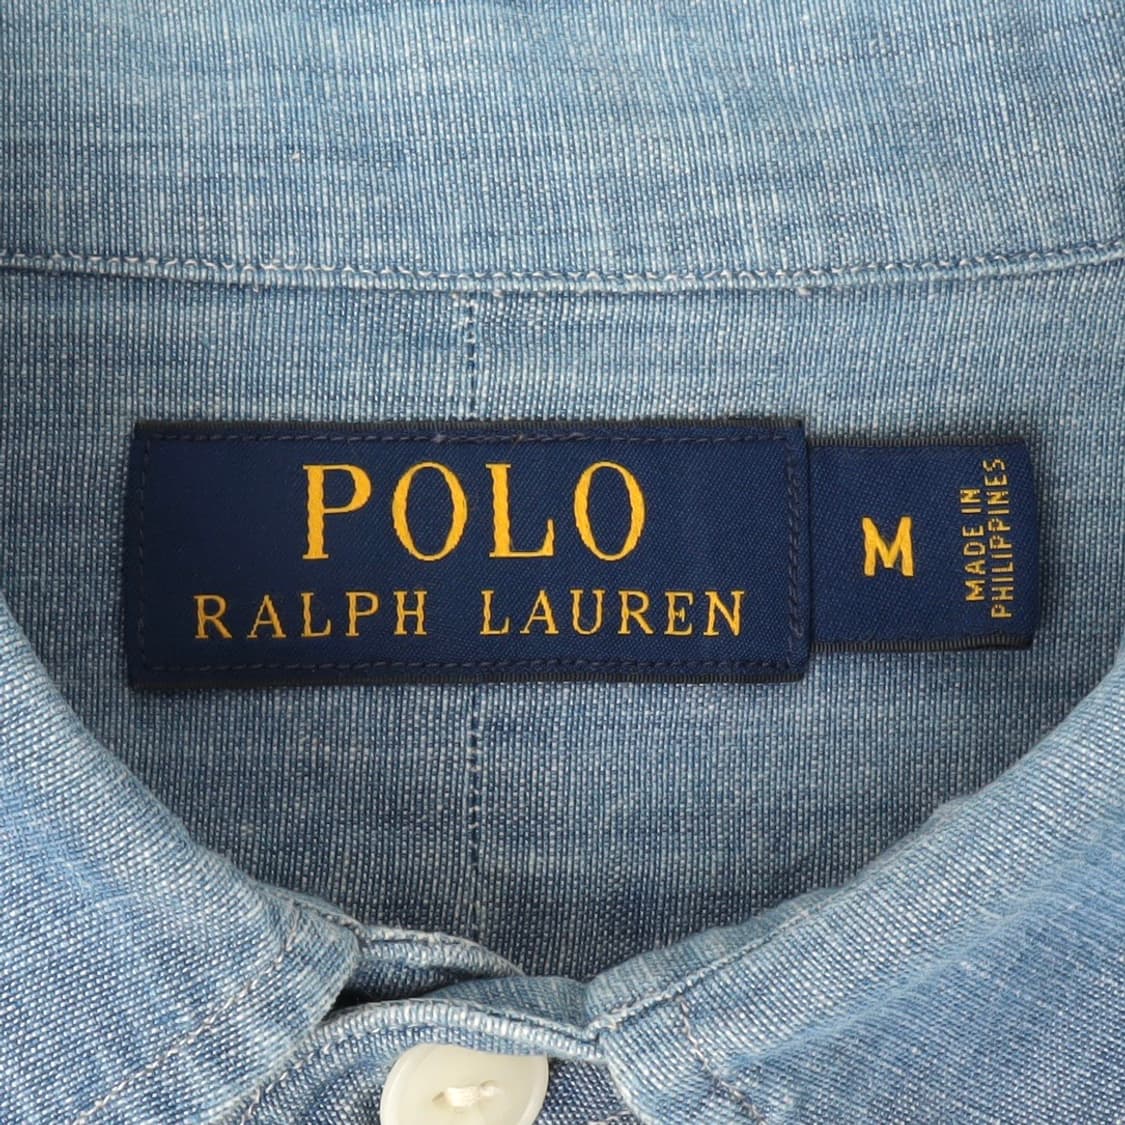 POLO
RALPH LAUREN
M
MADE IN
PHILIPPINES